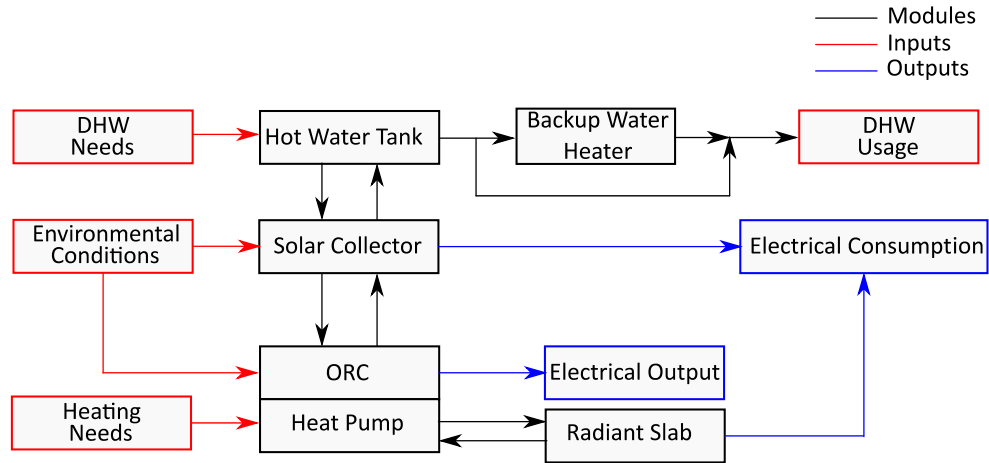 Modules
Inputs
Outputs
DHW
Needs
Hot Water Tank
Backup Water
Heater
DHW
Usage
Environmental
Conditions
Solar Collector
Electrical Consumption
ORC
Electrical Output
Heating
Needs
Heat Pump
Radiant Slab